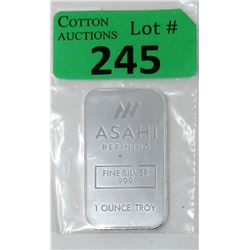 COTTON
AUCTIONS Lot #
245
ASAHI
REFINING
FINE SILVER
999
1 OUNCE TROY